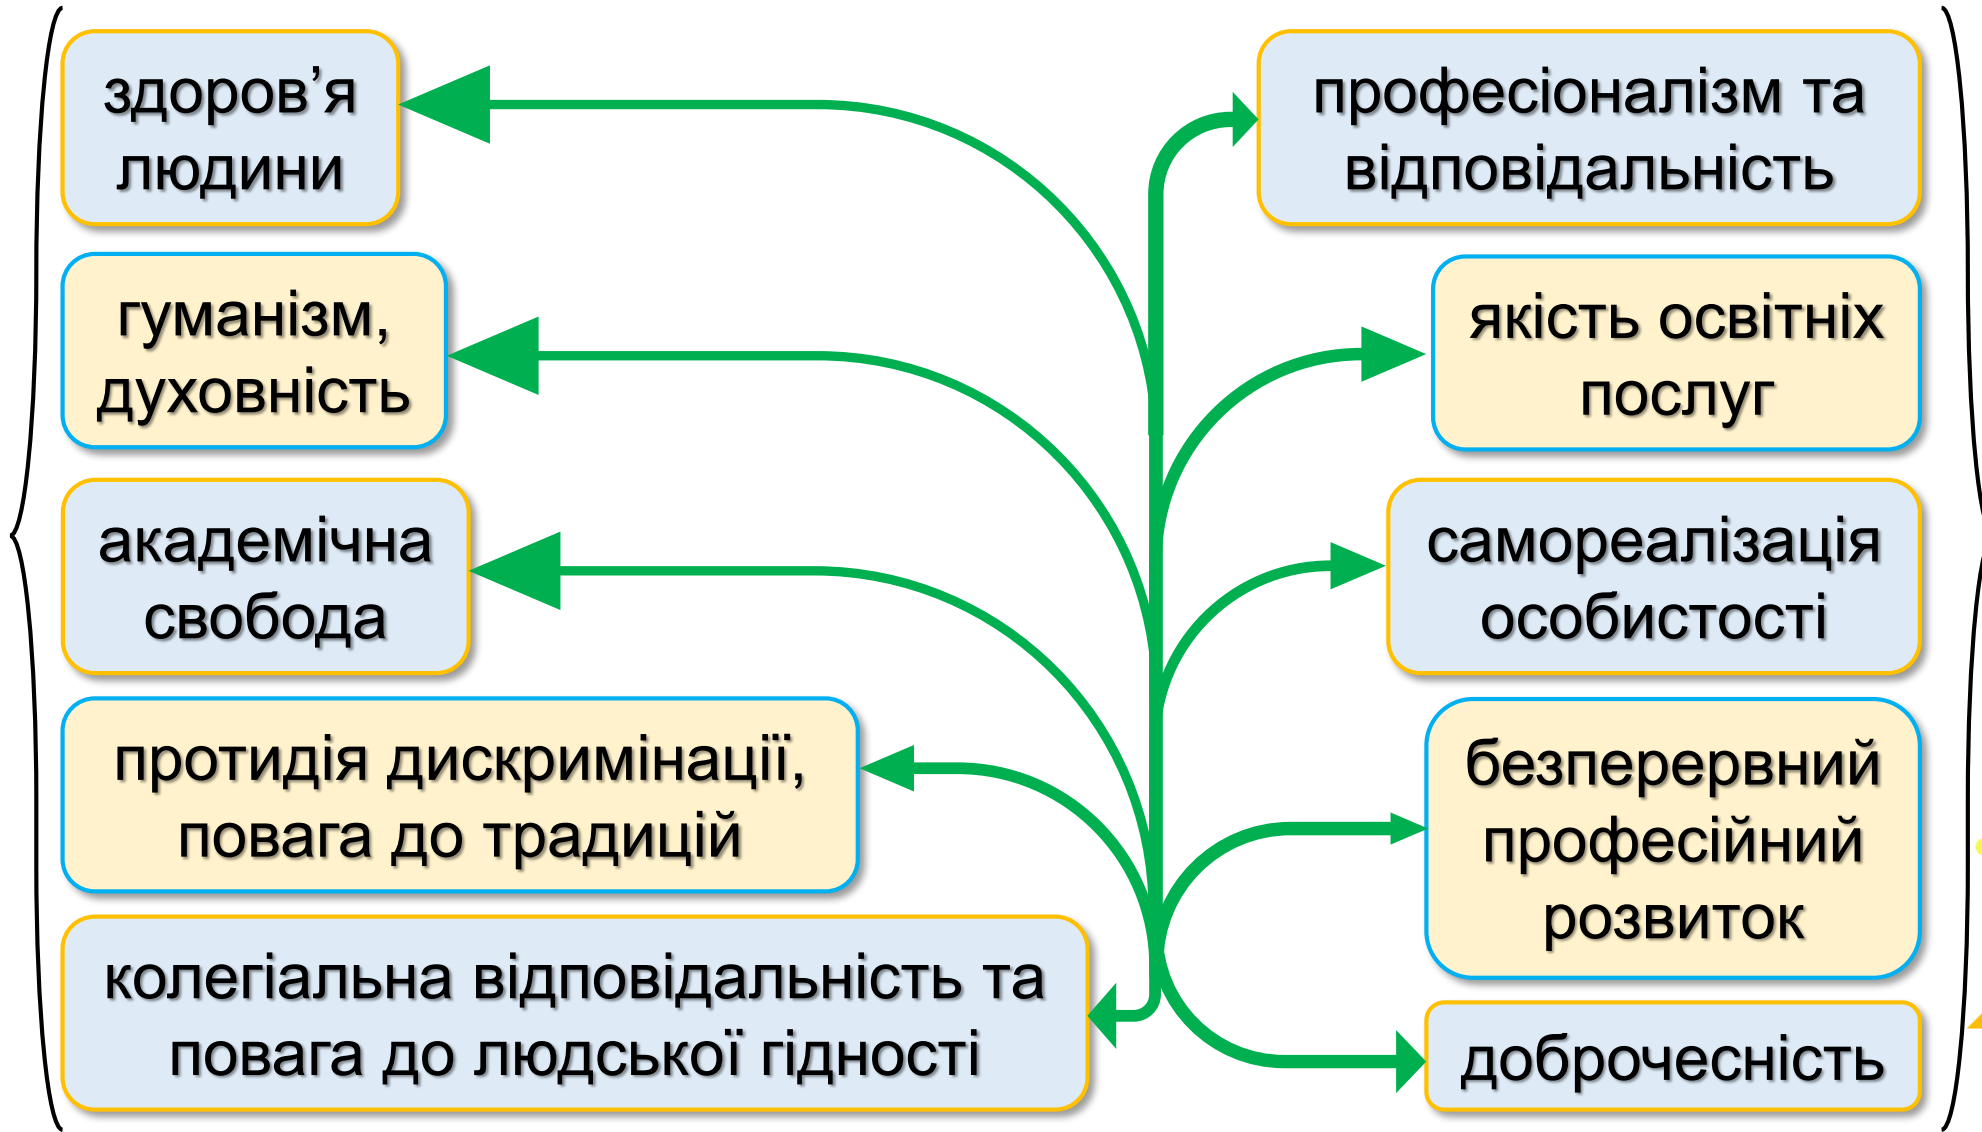 здоров’я
людини
гуманізм,
духовність
академічна
свобода
протидія дискримінації,
повага до традицій
колегіальна відповідальність та
повага до людської гідності
професіоналізм та
відповідальність
якість освітніх
послуг
самореалізація
особистості
безперервний
професійний
розвиток
доброчесність